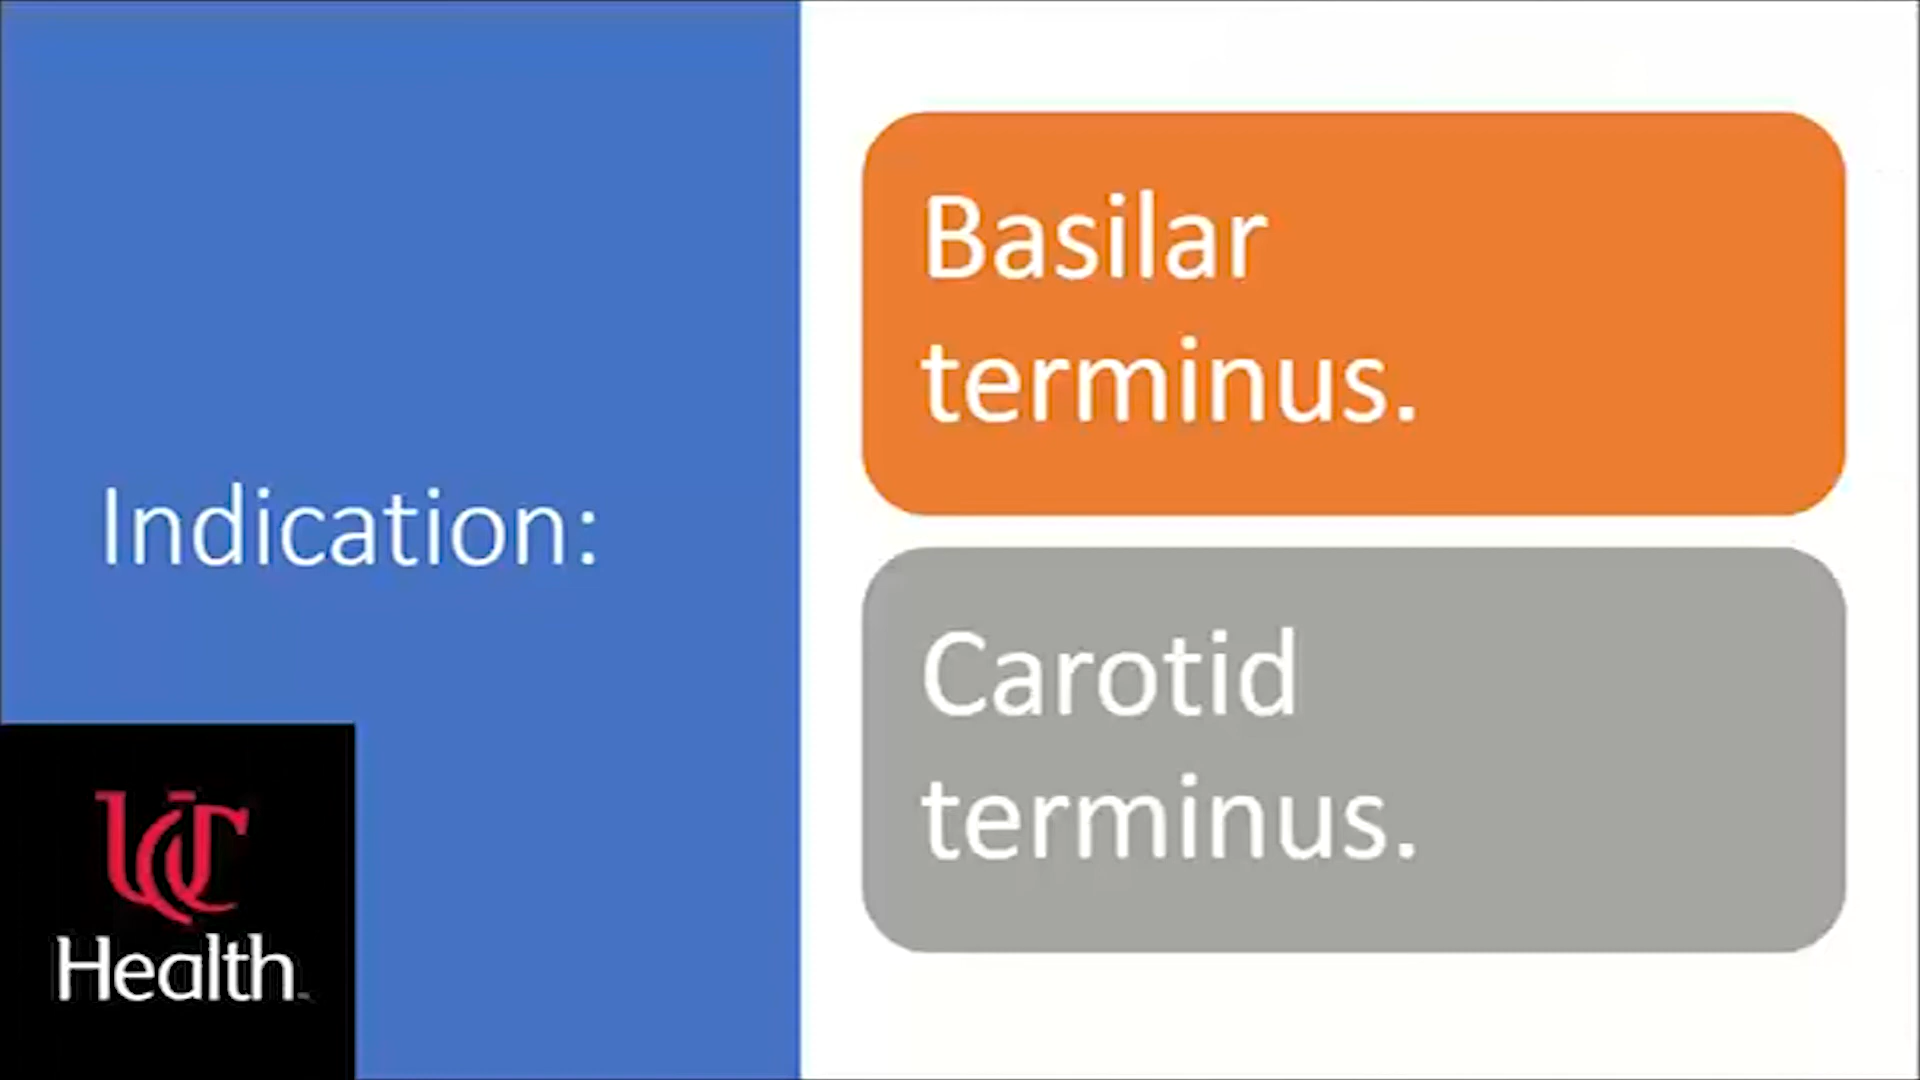 Indication:
Basilar
terminus.
Carotid
terminus.
UC
Health